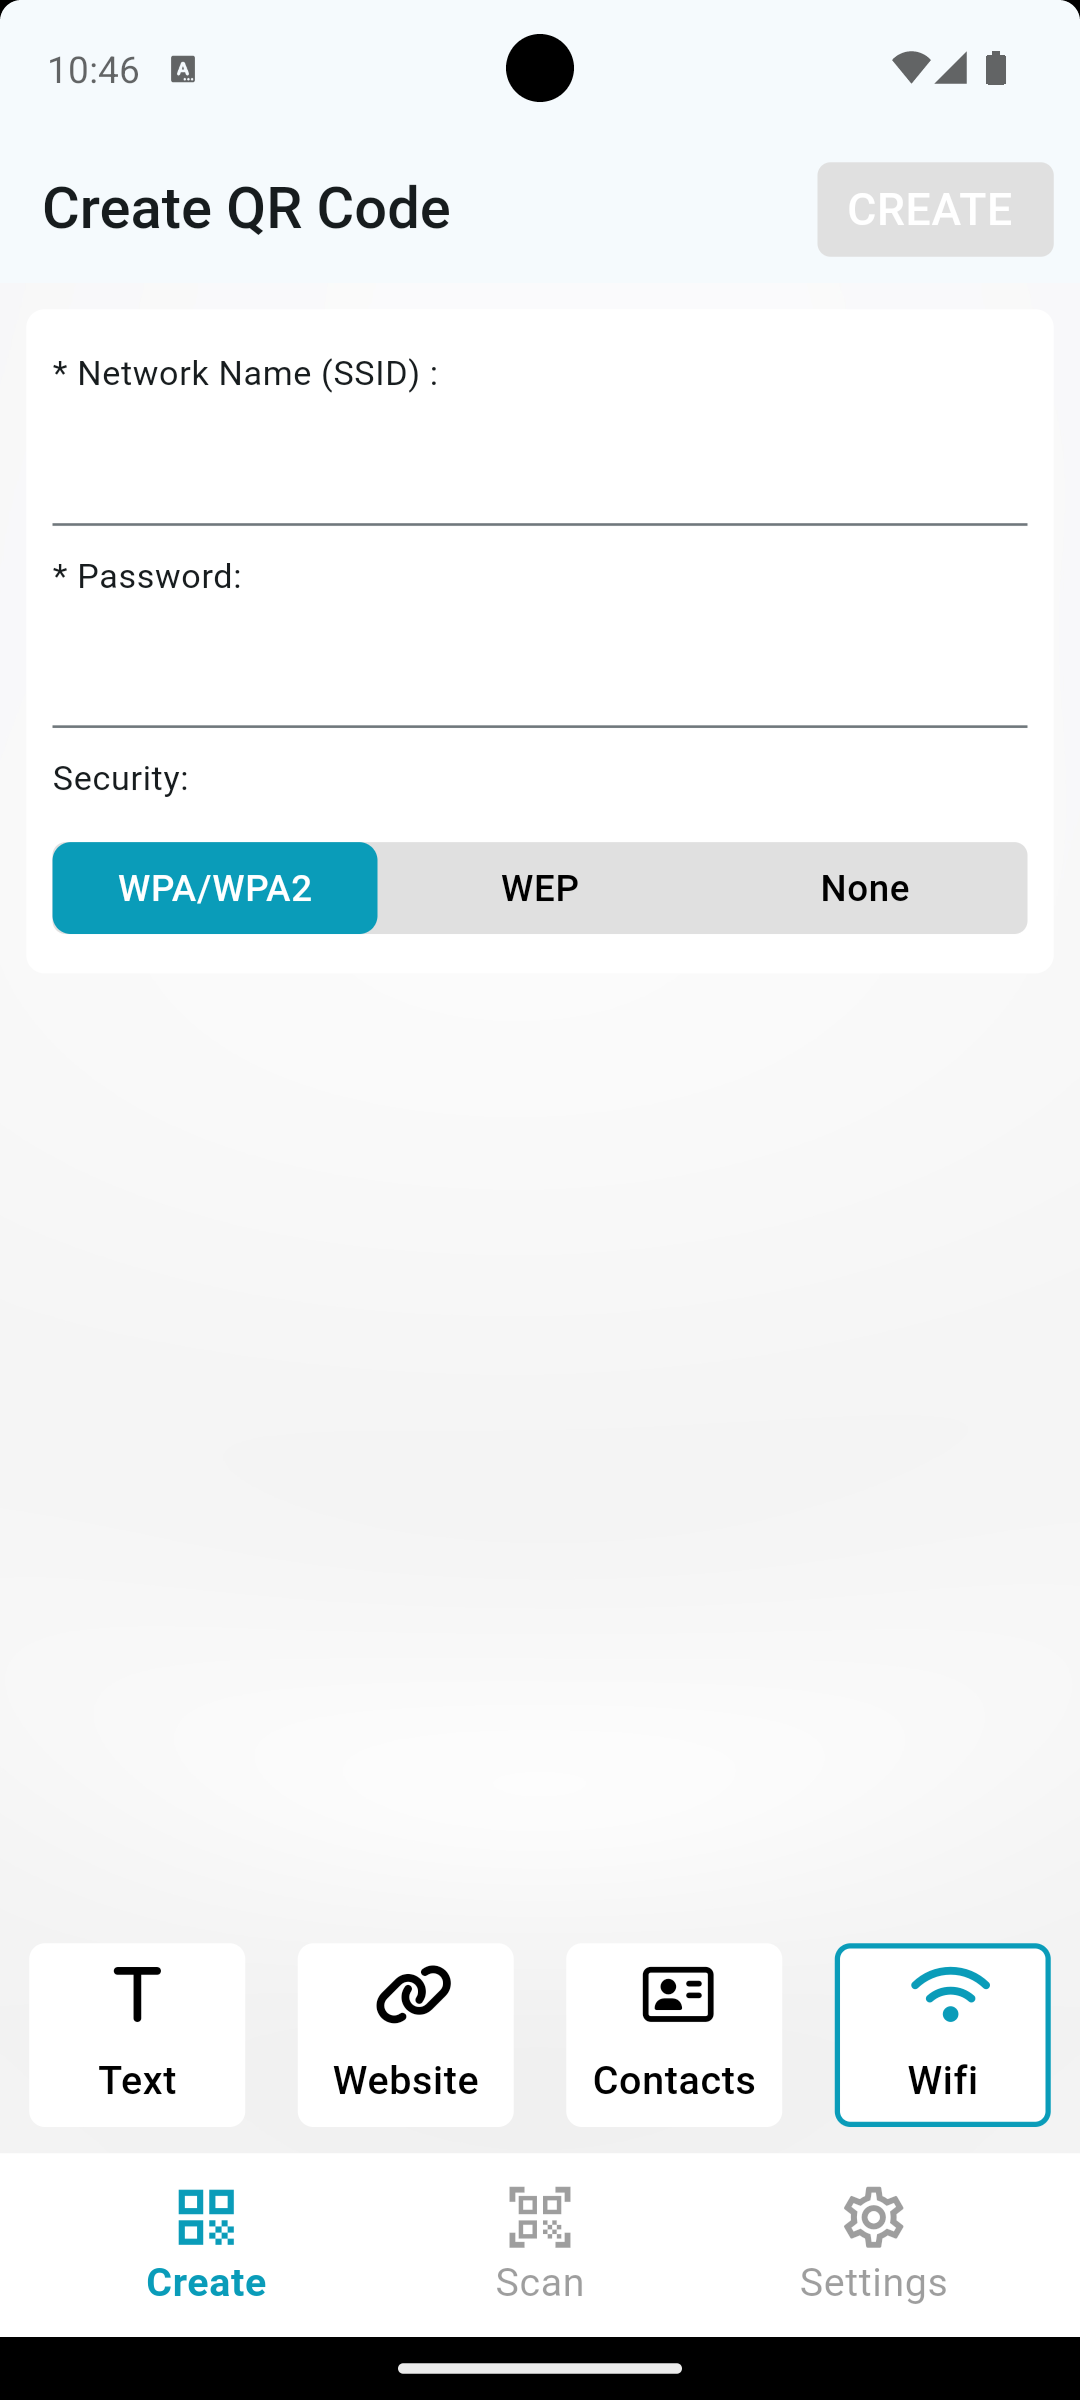 10:46
Create QR Code
CREATE
* Network Name (SSID) :
* Password:
Security:
WPA/WPA2 WEP None
Text Website Contacts Wifi
Create Scan Settings